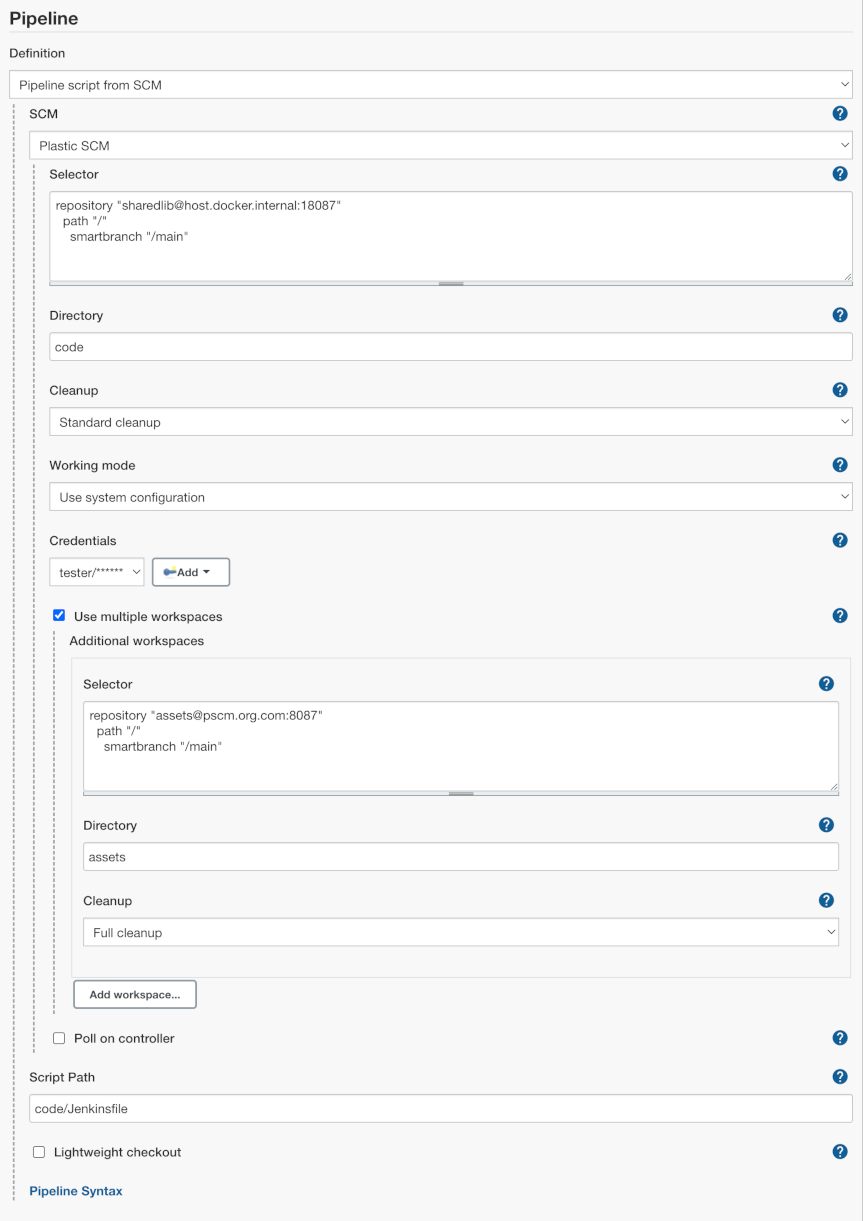 Pipeline
Definition
Pipeline script from SCM
SCM
?
Plastic SCM
Selector
?
repository "sharedlib@host.docker.internal:18087"
path "/"
smartbranch "/main"
Directory
?
code
Cleanup
?
Standard cleanup
Working mode
?
Use system configuration
Credentials
?
tester/******
Add
Use multiple workspaces
?
Additional workspaces
Selector
?
repository "assets@pscm.org.com:8087"
path "/"
smartbranch "/main"
Directory
?
assets
Cleanup
?
Full cleanup
Add workspace...
Poll on controller
?
Script Path
?
code/Jenkinsfile
Lightweight checkout
?
Pipeline Syntax